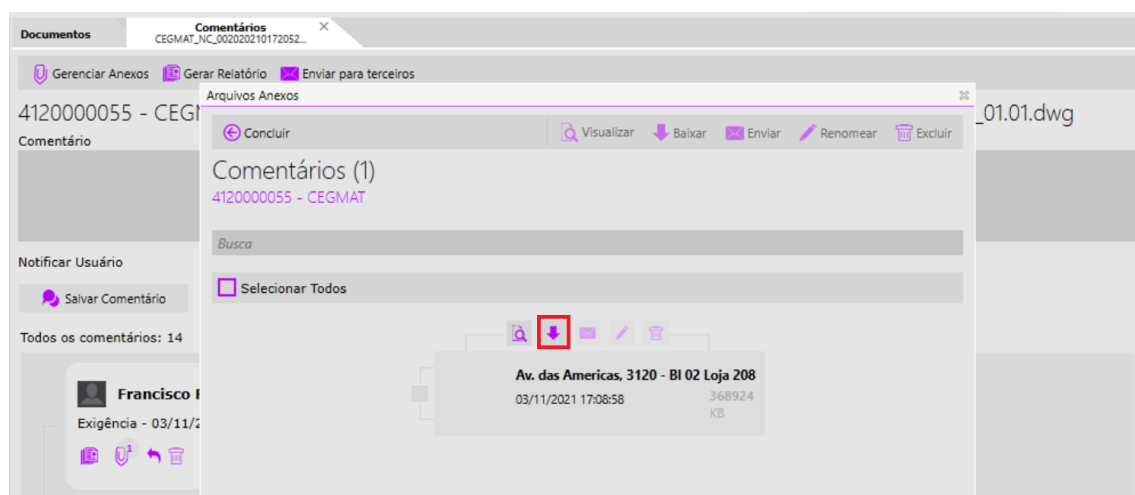 Documentos
Comentários
CEGMAT_NC_002020210172052...
Gerenciar Anexos Gerar Relatório Enviar para terceiros
Arquivos Anexos
4120000055 - CEG
_01.01.dwg
Comentário
Concluir Visualizar Baixar Enviar Renomear Excluir
Comentários (1)
4120000055 - CEGMAT
Busca
Notificar Usuário
Selecionar Todos
Salvar Comentário
Todos os comentários: 14
Av. das Americas, 3120 - Bl 02 Loja 208
03/11/2021 17:08:58 368924
KB
Francisco
Exigência - 03/11/2
1